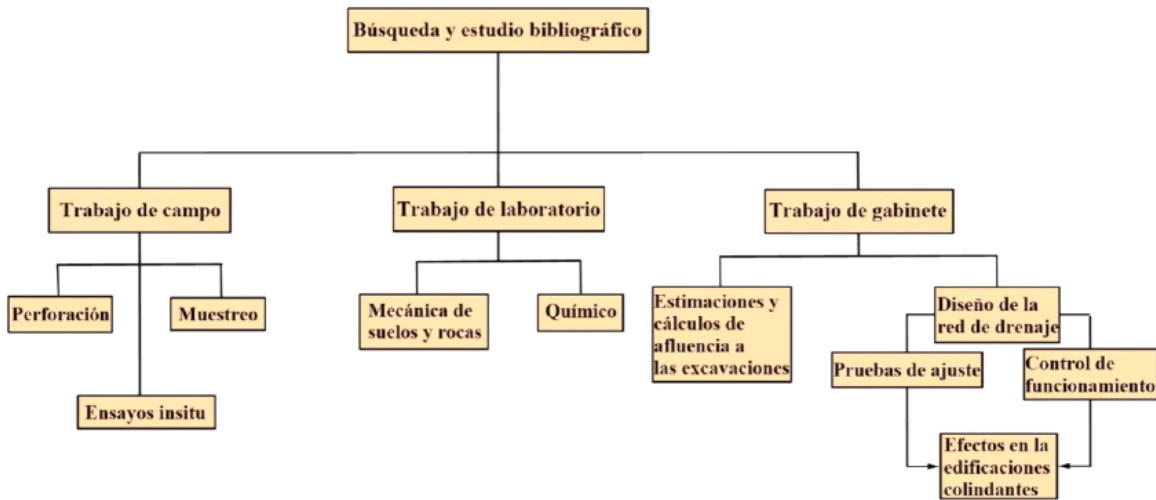 Búsqueda y estudio bibliográfico
Trabajo de campo
Trabajo de laboratorio
Trabajo de gabinete
Perforación
Muestreo
Ensayos insitu
Mecánica de
suelos y rocas
Químico
Estimaciones y
cálculos de
afluencia a
las excavaciones
Diseño de la
red de drenaje
Pruebas de ajuste
Control de
funcionamiento
Efectos en la
edificaciones
colindantes